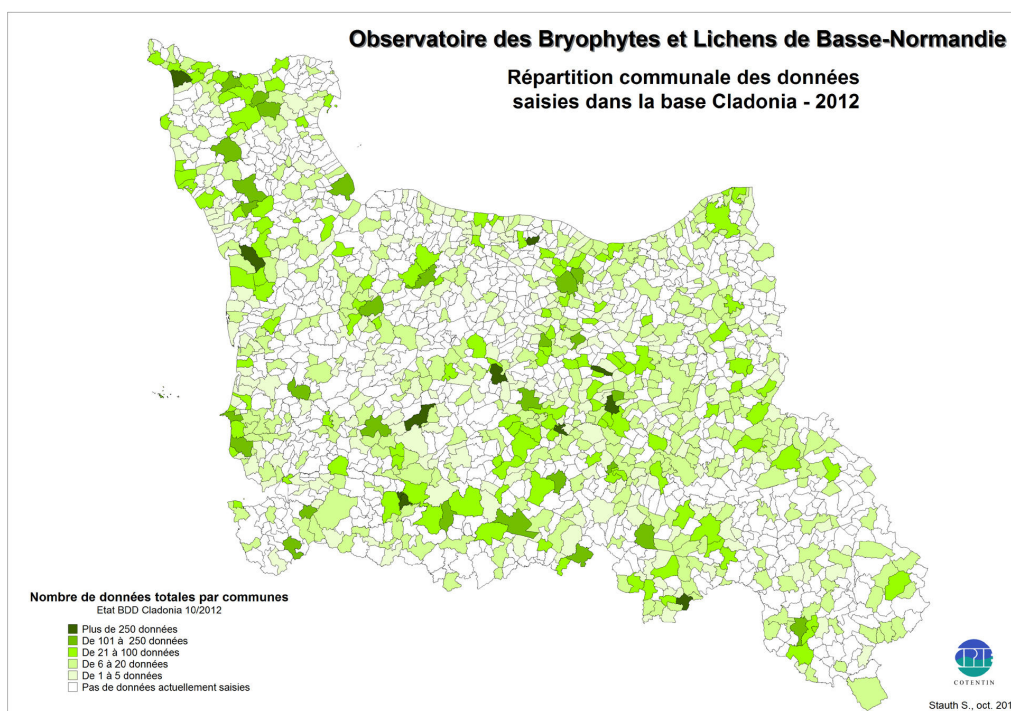 Observatoire des Bryophytes et Lichens de Basse-Normandie
Répartition communale des données
saisies dans la base Cladonia - 2012
Nombre de données totales par communes
Etat BDD Cladonia 10/2012
Plus de 250 données
De 101 à 250 données
De 21 à 100 données
De 6 à 20 données
De 1 à 5 données
Pas de données actuellement saisies
CPIE
COTENTIN
Stauth S., oct. 201